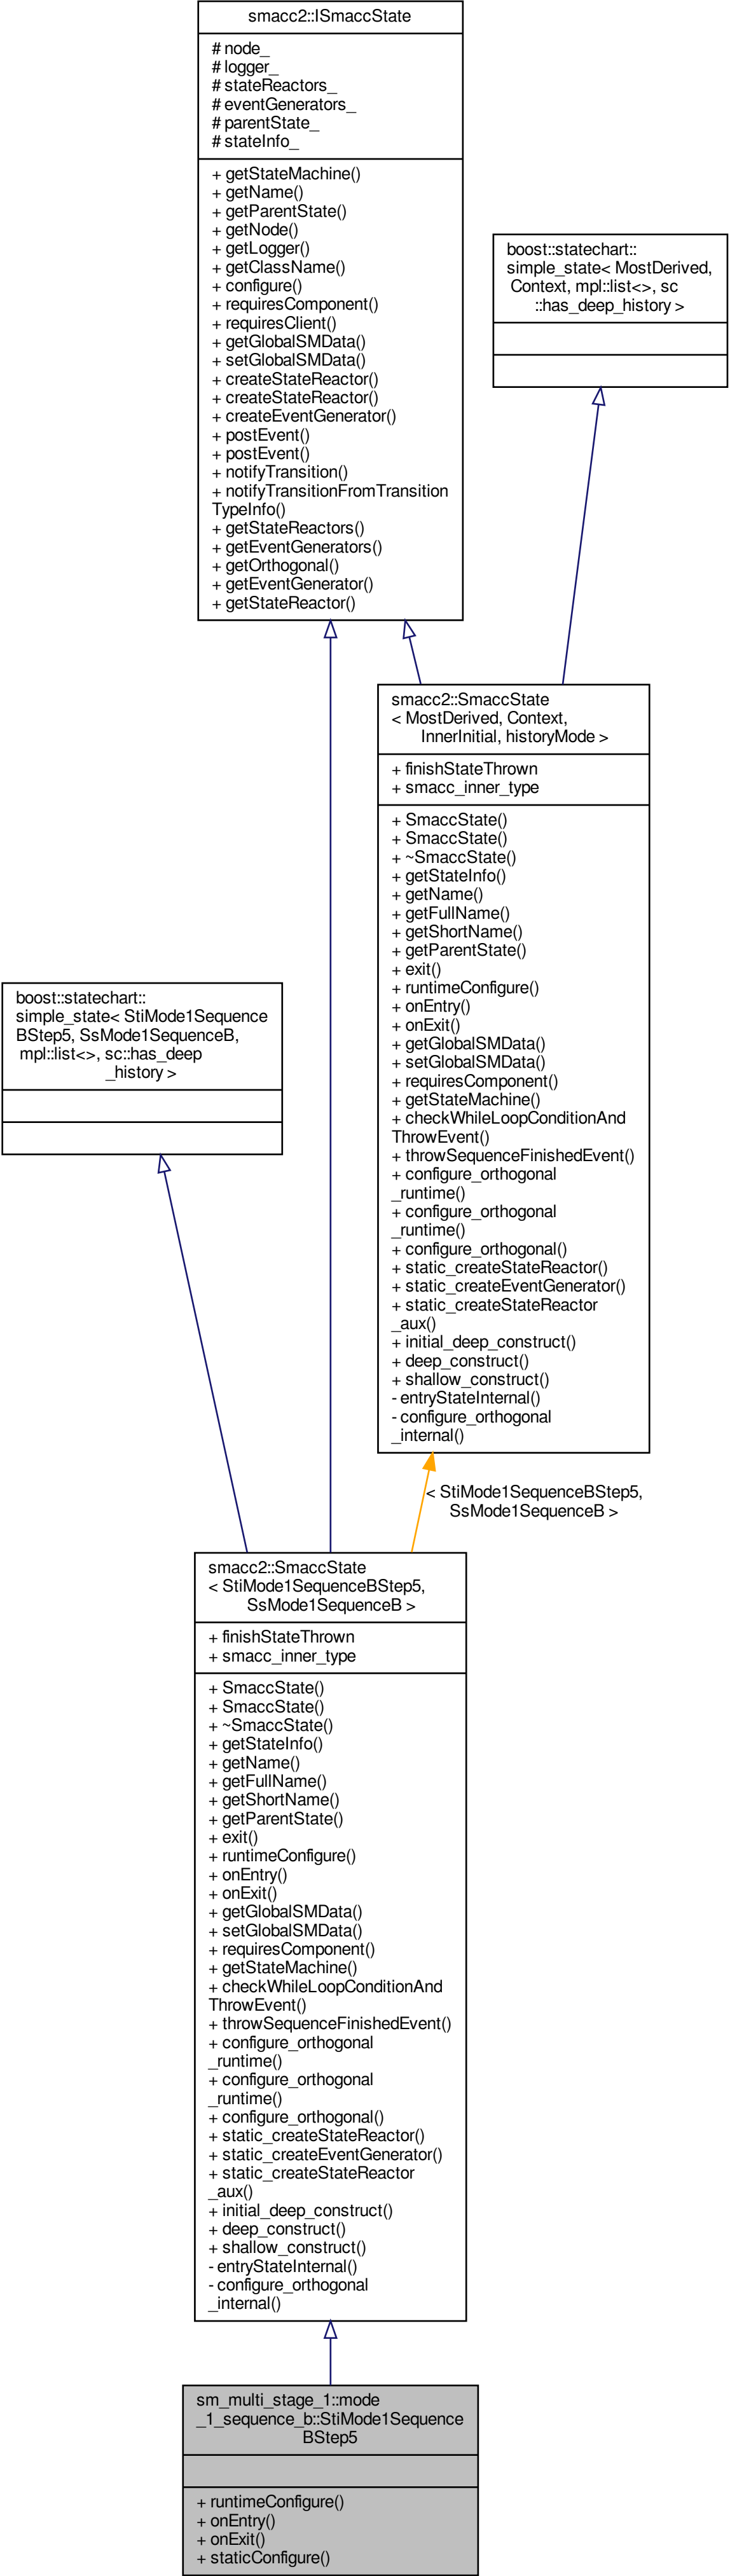 smacc2::ISmaccState
# node_
# logger_
# stateReactors_
# eventGenerators_
# parentState_
# stateInfo_
+ getStateMachine()
+ getName()
+ getParentState()
+ getNode()
+ getLogger()
+ getClassName()
+ configure()
+ requiresComponent()
+ requiresClient()
+ getGlobalSMData()
+ setGlobalSMData()
+ createStateReactor()
+ createStateReactor()
+ createEventGenerator()
+ postEvent()
+ postEvent()
+ notifyTransition()
+ notifyTransitionFromTransition
TypeInfo()
+ getStateReactors()
+ getEventGenerators()
+ getOrthogonal()
+ getEventGenerator()
+ getStateReactor()
boost::statechart::
simple_state< MostDerived,
Context, mpl::list<>, sc
::has_deep_history >
smacc2::SmaccState
< MostDerived, Context,
InnerInitial, historyMode >
+ finishStateThrown
+ smacc_inner_type
+ SmaccState()
+ SmaccState()
+ ~SmaccState()
+ getStateInfo()
+ getName()
+ getFullName()
+ getShortName()
+ getParentState()
+ exit()
+ runtimeConfigure()
+ onEntry()
+ onExit()
+ getGlobalSMData()
+ setGlobalSMData()
+ requiresComponent()
+ getStateMachine()
+ checkWhileLoopConditionAnd
ThrowEvent()
+ throwSequenceFinishedEvent()
+ configure_orthogonal
_runtime()
+ configure_orthogonal
_runtime()
+ configure_orthogonal()
+ static_createStateReactor()
+ static_createEventGenerator()
+ static_createStateReactor
_aux()
+ initial_deep_construct()
+ deep_construct()
+ shallow_construct()
- entryStateInternal()
- configure_orthogonal
_internal()
boost::statechart::
simple_state< StiMode1Sequence
BStep5, SsMode1SequenceB,
mpl::list<>, sc::has_deep
_history >
< StiMode1SequenceBStep5,
SsMode1SequenceB >
smacc2::SmaccState
< StiMode1SequenceBStep5,
SsMode1SequenceB >
+ finishStateThrown
+ smacc_inner_type
+ SmaccState()
+ SmaccState()
+ ~SmaccState()
+ getStateInfo()
+ getName()
+ getFullName()
+ getShortName()
+ getParentState()
+ exit()
+ runtimeConfigure()
+ onEntry()
+ onExit()
+ getGlobalSMData()
+ setGlobalSMData()
+ requiresComponent()
+ getStateMachine()
+ checkWhileLoopConditionAnd
ThrowEvent()
+ throwSequenceFinishedEvent()
+ configure_orthogonal
_runtime()
+ configure_orthogonal
_runtime()
+ configure_orthogonal()
+ static_createStateReactor()
+ static_createEventGenerator()
+ static_createStateReactor
_aux()
+ initial_deep_construct()
+ deep_construct()
+ shallow_construct()
- entryStateInternal()
- configure_orthogonal
_internal()
sm_multi_stage_1::mode
_1_sequence_b::StiMode1Sequence
BStep5
+ runtimeConfigure()
+ onEntry()
+ onExit()
+ staticConfigure()